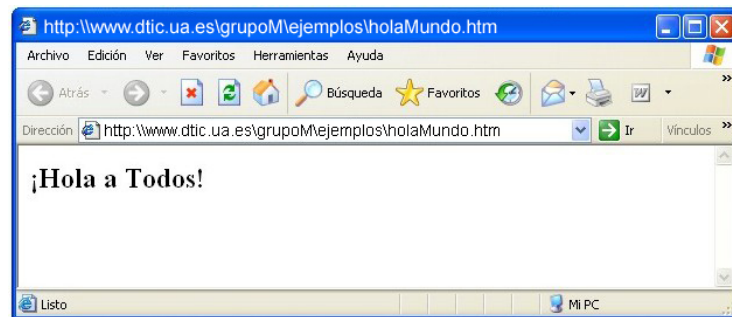 http:\\www.dtic.ua.es\grupoM\ejemplos\holaMundo.htm
Archivo Edición Ver Favoritos Herramientas Ayuda
Atrás Búsqueda Favoritos »
Dirección http:\\www.dtic.ua.es\grupoM\ejemplos\holaMundo.htm Ir Vínculos »
¡Hola a Todos!
Listo Mi PC